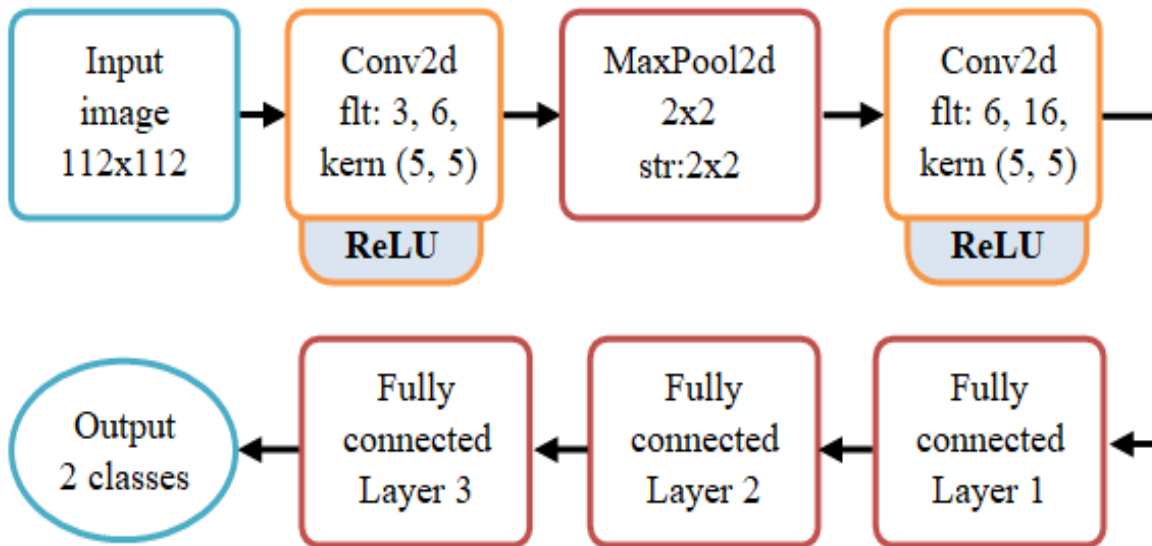 Input
image
112x112
Conv2d
flt: 3, 6,
kern (5, 5)
ReLU
MaxPool2d
2x2
str:2x2
Conv2d
flt: 6, 16,
kern (5, 5)
ReLU
Fully
connected
Layer 1
Fully
connected
Layer 2
Fully
connected
Layer 3
Output
2 classes